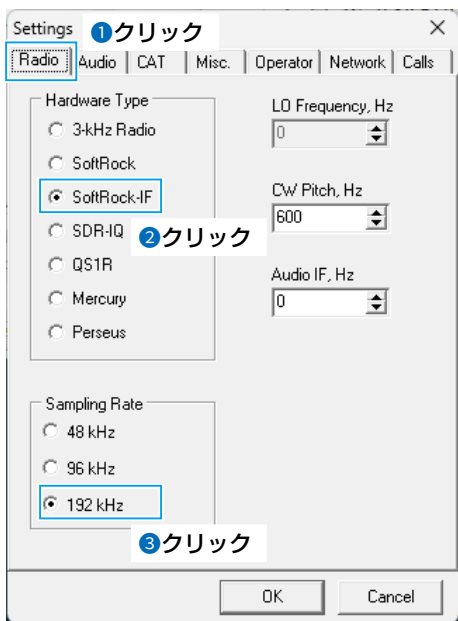 Settings
❶クリック
Radio
Audio
CAT
Misc.
Operator
Network
Calls
Hardware Type
3-kHz Radio
SoftRock
SoftRock-IF
❷クリック
SDR-IQ
QS1R
Mercury
Perseus
LO Frequency, Hz
0
CW Pitch, Hz
600
Audio IF, Hz
0
Sampling Rate
48 kHz
96 kHz
192 kHz
❸クリック
OK
Cancel